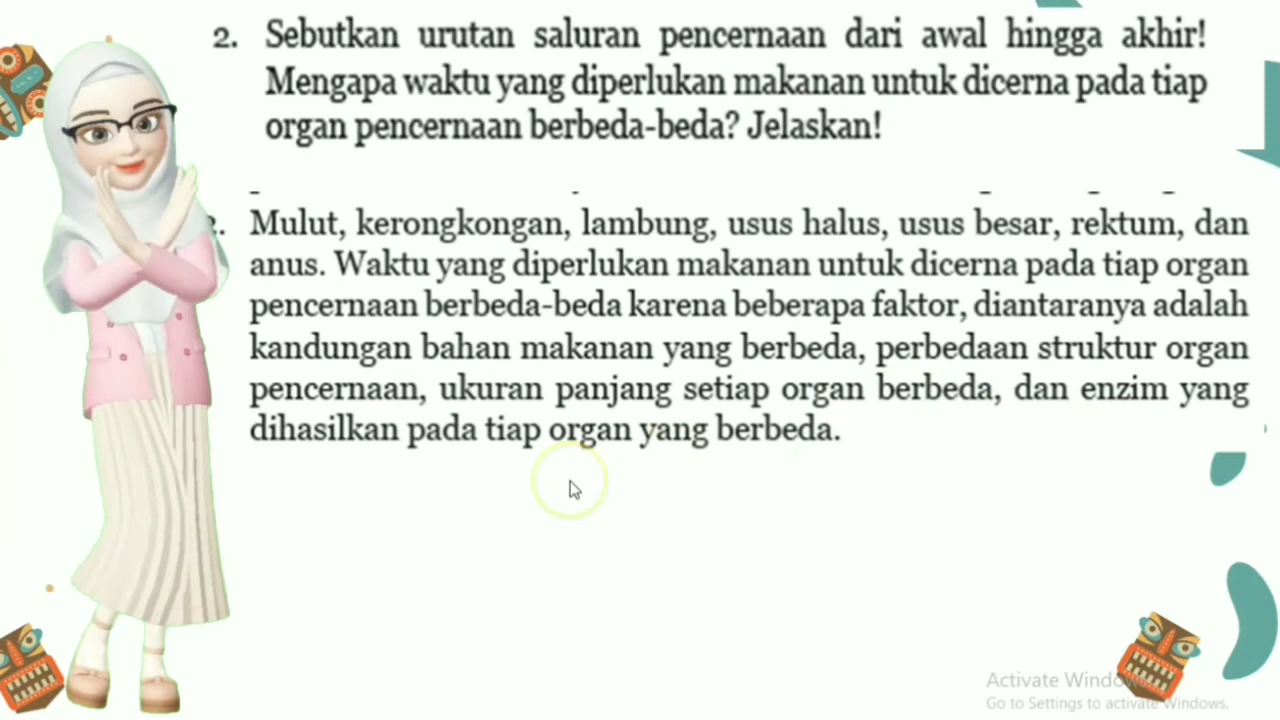 2. Sebutkan urutan saluran pencernaan dari awal hingga akhir!
Mengapa waktu yang diperlukan makanan untuk dicerna pada tiap
organ pencernaan berbeda-beda? Jelaskan!
Mulut, kerongkongan, lambung, usus halus, usus besar, rektum, dan
anus. Waktu yang diperlukan makanan untuk dicerna pada tiap organ
pencernaan berbeda-beda karena beberapa faktor, diantaranya adalah
kandungan bahan makanan yang berbeda, perbedaan struktur organ
pencernaan, ukuran panjang setiap organ berbeda, dan enzim yang
dihasilkan pada tiap organ yang berbeda.
Activate
Go to Settings to activate Windows.